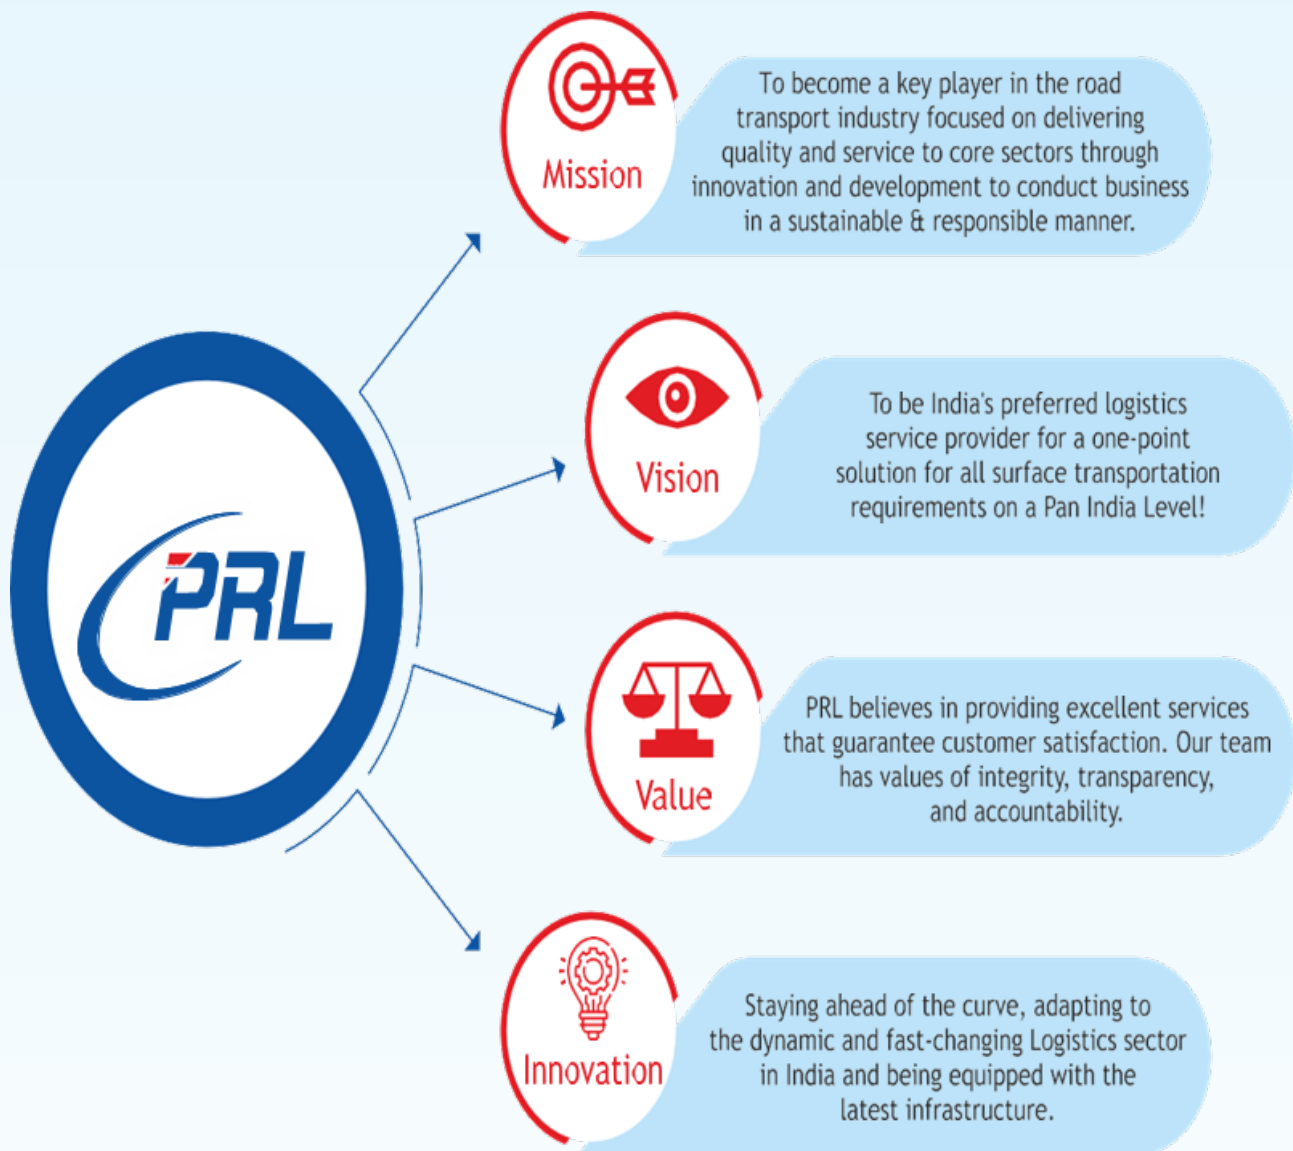 Mission
To become a key player in the road
transport industry focused on delivering
quality and service to core sectors through
innovation and development to conduct business
in a sustainable & responsible manner.
Vision
To be India's preferred logistics
service provider for a one-point
solution for all surface transportation
requirements on a Pan India Level!
PRL
Value
PRL believes in providing excellent services
that guarantee customer satisfaction. Our team
has values of integrity, transparency,
and accountability.
Innovation
Staying ahead of the curve, adapting to
the dynamic and fast-changing Logistics sector
in India and being equipped with the
latest infrastructure.